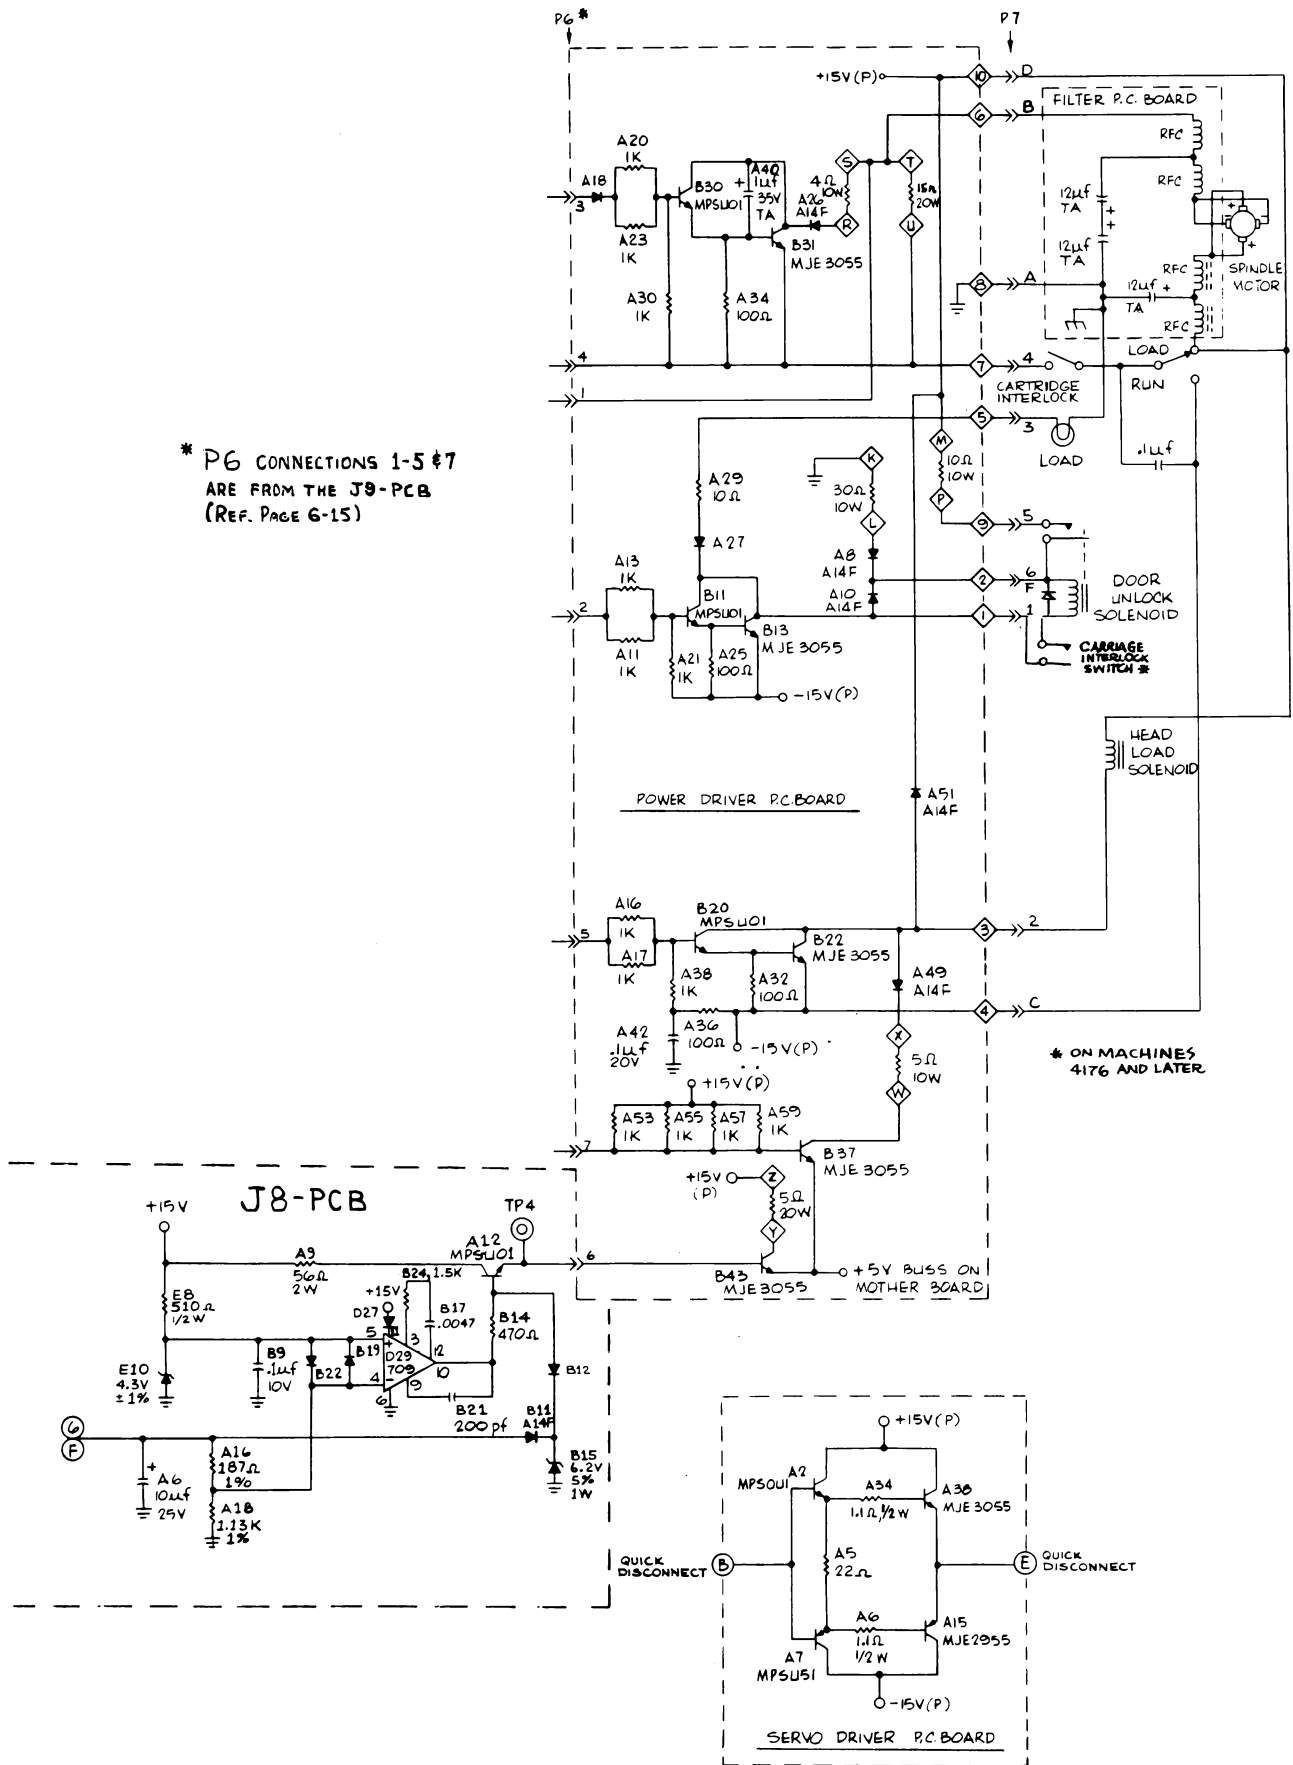 P6 *
P7
+15V(P)
10
D
FILTER P.C. BOARD
6
B
RFC
A20
1K
A18
3
A23
1K
B30
MPSU01
A40
+
1µf
35V
TA
4Ω
10W
A26
A14F
S
T
R
U
15Ω
20W
B31
MJE 3055
12µf
TA
+
+
12µf
TA
RFC
+
-
-
+
SPINDLE
MOTOR
8
A
RFC
12µf +
TA
RFC
A30
1K
A34
100Ω
4
7
4
CARTRIDGE
INTERLOCK
LOAD
RUN
1
5
3
LOAD
.1µf
* P6 CONNECTIONS 1-5 & 7
ARE FROM THE J9-PCB
(REF. PAGE 6-15)
A29
10Ω
K
30Ω
10W
L
M
10Ω
10W
P
9
5
A27
A8
A14F
2
6
F
DOOR
UNLOCK
SOLENOID
A13
1K
2
A11
1K
B11
MPSU01
A10
A14F
1
1
B13
MJE 3055
A21
1K
A25
100Ω
-15V(P)
CARRIAGE
INTERLOCK
SWITCH *
HEAD
LOAD
SOLENOID
POWER DRIVER P.C. BOARD
A51
A14F
A16
1K
5
A17
1K
B20
MPSU01
B22
MJE 3055
3
2
A38
1K
A32
100Ω
A49
A14F
A42
.1µf
20V
A36
100Ω
-15V(P)
4
C
X
5Ω
10W
W
* ON MACHINES
4176 AND LATER
+15V(P)
A53
1K
A55
1K
A57
1K
A59
1K
7
B37
MJE 3055
+15V
(P)
Z
5Ω
20W
Y
J8-PCB
+15V
TP4
A12
MPSU01
A9
56Ω
2W
6
B43
MJE3055
+5V BUSS ON
MOTHER BOARD
E8
510Ω
1/2W
+15V
D27
B24
1.5K
B17
.0047
B14
470Ω
E10
4.3V
±1%
B9
.1µf
10V
B22
B19
5
+
D29
709
4
-
3
12
10
9
6
B21
200 pf
B12
B11
A14F
B15
6.2V
5%
1W
6
F
+
A6
10µf
25V
A16
187Ω
1%
A18
1.13K
1%
+15V(P)
A2
MPSOU1
A34
1.1Ω,1/2W
A38
MJE 3055
QUICK
DISCONNECT
B
A5
22Ω
E
QUICK
DISCONNECT
A6
1.1Ω
1/2W
A15
MJE2955
A7
MPSU51
-15V(P)
SERVO DRIVER P.C. BOARD